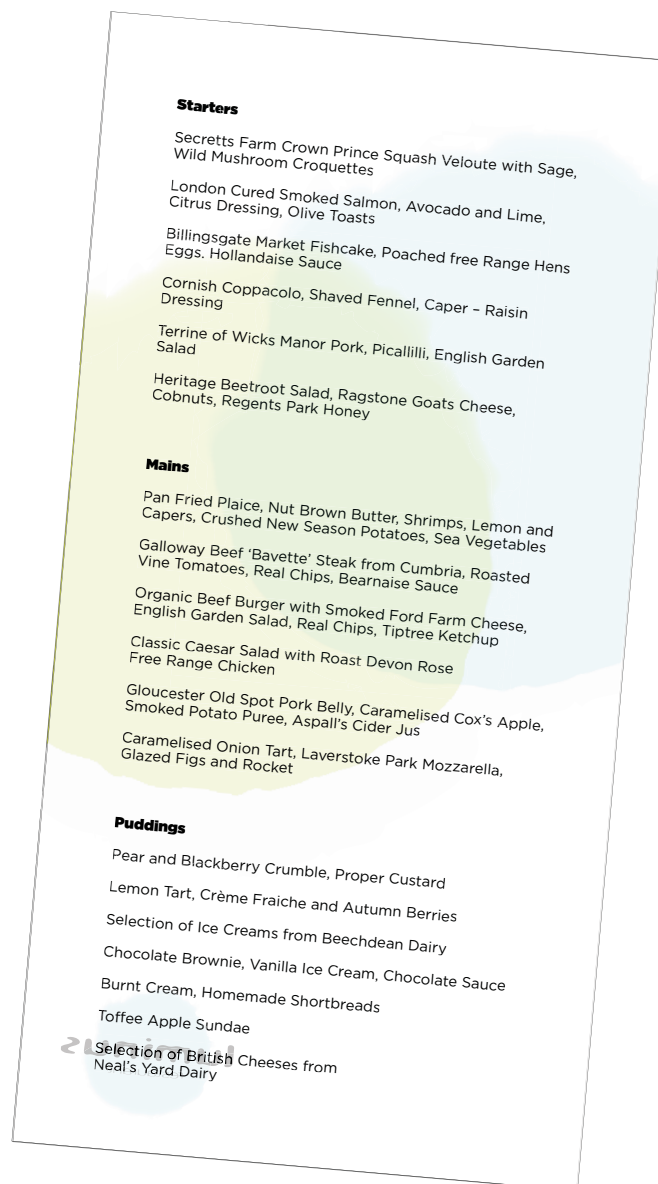 Starters
Secretts Farm Crown Prince Squash Veloute with Sage,
Wild Mushroom Croquettes
London Cured Smoked Salmon, Avocado and Lime,
Citrus Dressing, Olive Toasts
Billingsgate Market Fishcake, Poached free Range Hens
Eggs. Hollandaise Sauce
Cornish Coppacolo, Shaved Fennel, Caper – Raisin
Dressing
Terrine of Wicks Manor Pork, Picallilli, English Garden
Salad
Heritage Beetroot Salad, Ragstone Goats Cheese,
Cobnuts, Regents Park Honey
Mains
Pan Fried Plaice, Nut Brown Butter, Shrimps, Lemon and
Capers, Crushed New Season Potatoes, Sea Vegetables
Galloway Beef ‘Bavette’ Steak from Cumbria, Roasted
Vine Tomatoes, Real Chips, Bearnaise Sauce
Organic Beef Burger with Smoked Ford Farm Cheese,
English Garden Salad, Real Chips, Tiptree Ketchup
Classic Caesar Salad with Roast Devon Rose
Free Range Chicken
Gloucester Old Spot Pork Belly, Caramelised Cox’s Apple,
Smoked Potato Puree, Aspall’s Cider Jus
Caramelised Onion Tart, Laverstoke Park Mozzarella,
Glazed Figs and Rocket
Puddings
Pear and Blackberry Crumble, Proper Custard
Lemon Tart, Crème Fraiche and Autumn Berries
Selection of Ice Creams from Beechdean Dairy
Chocolate Brownie, Vanilla Ice Cream, Chocolate Sauce
Burnt Cream, Homemade Shortbreads
Toffee Apple Sundae
Selection of British Cheeses from
Neal’s Yard Dairy